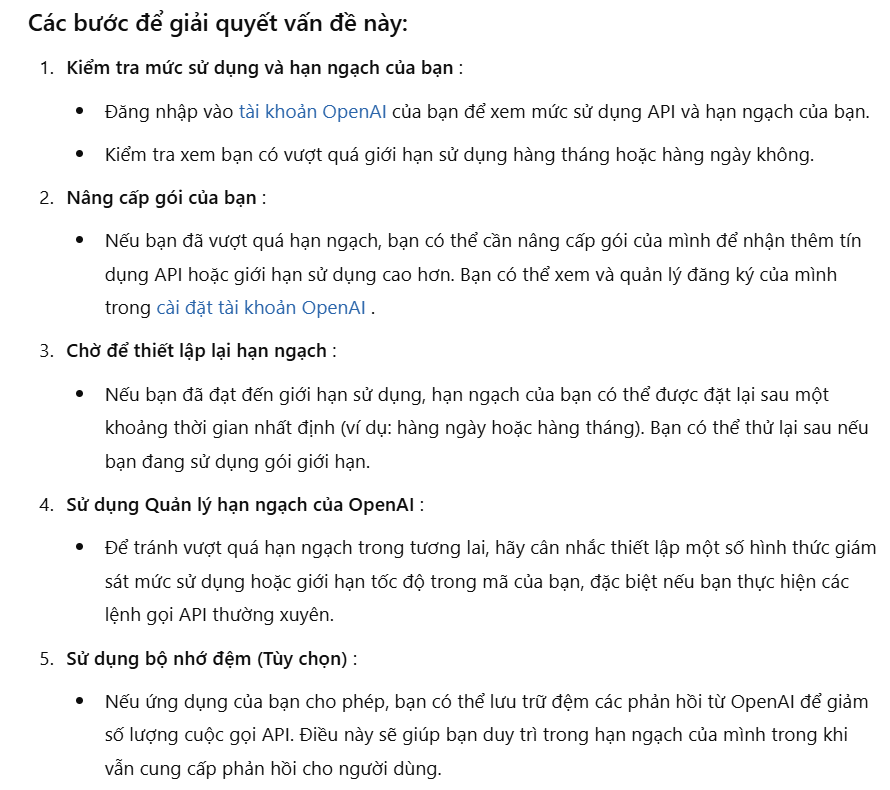 Các bước để giải quyết vấn đề này:
1. Kiểm tra mức sử dụng và hạn ngạch của bạn :
• Đăng nhập vào tài khoản OpenAI của bạn để xem mức sử dụng API và hạn ngạch của bạn.
• Kiểm tra xem bạn có vượt quá giới hạn sử dụng hàng tháng hoặc hàng ngày không.
2. Nâng cấp gói của bạn :
• Nếu bạn đã vượt quá hạn ngạch, bạn có thể cần nâng cấp gói của mình để nhận thêm tín
dụng API hoặc giới hạn sử dụng cao hơn. Bạn có thể xem và quản lý đăng ký của mình
trong cài đặt tài khoản OpenAI .
3. Chờ để thiết lập lại hạn ngạch :
• Nếu bạn đã đạt đến giới hạn sử dụng, hạn ngạch của bạn có thể được đặt lại sau một
khoảng thời gian nhất định (ví dụ: hàng ngày hoặc hàng tháng). Bạn có thể thử lại sau nếu
bạn đang sử dụng gói giới hạn.
4. Sử dụng Quản lý hạn ngạch của OpenAI :
• Để tránh vượt quá hạn ngạch trong tương lai, hãy cân nhắc thiết lập một số hình thức giám
sát mức sử dụng hoặc giới hạn tốc độ trong mã của bạn, đặc biệt nếu bạn thực hiện các
lệnh gọi API thường xuyên.
5. Sử dụng bộ nhớ đệm (Tùy chọn) :
• Nếu ứng dụng của bạn cho phép, bạn có thể lưu trữ đệm các phản hồi từ OpenAI để giảm
số lượng cuộc gọi API. Điều này sẽ giúp bạn duy trì trong hạn ngạch của mình trong khi
vẫn cung cấp phản hồi cho người dùng.